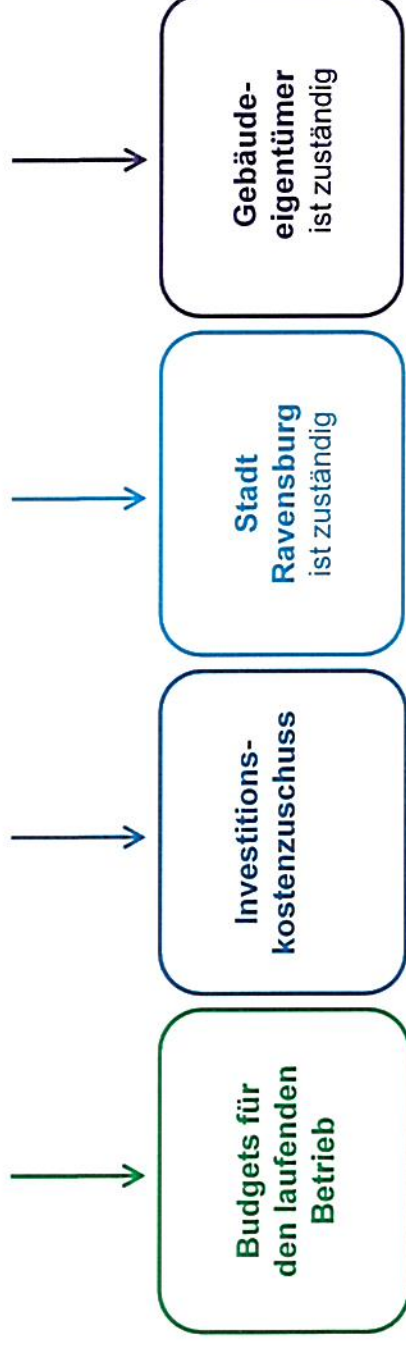 Budgets für
den laufenden
Betrieb
Investitions-
kostenzuschuss
Stadt
Ravensburg
ist zuständig
Gebäude-
eigentümer
ist zuständig